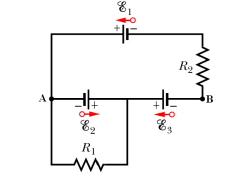 ℰ₁
+ −
R₂
A − + + − B
ℰ₂ ℰ₃
R₁